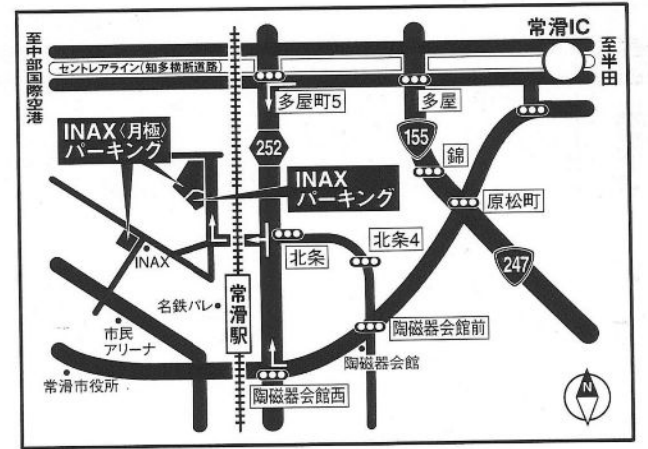 常滑IC
至中部国際空港
セントレアライン(知多横断道路)
至半田
多屋町5
多屋
INAX〈月極〉
パーキング
252
155
錦
INAX
パーキング
原松町
北条
北条4
247
INAX
常滑駅
名鉄パレ
市民
アリーナ
陶磁器会館前
陶磁器会館
常滑市役所
陶磁器会館西
N